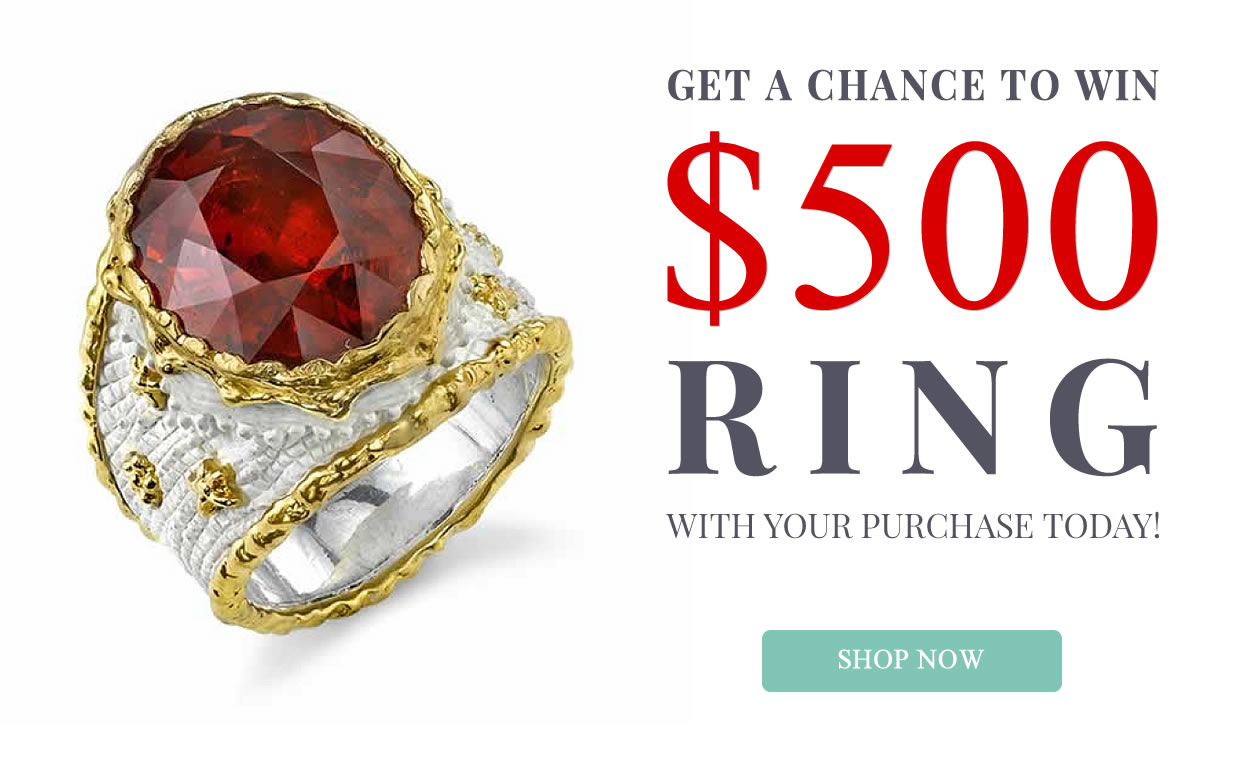 GET A CHANCE TO WIN
$500
RING
WITH YOUR PURCHASE TODAY!
SHOP NOW